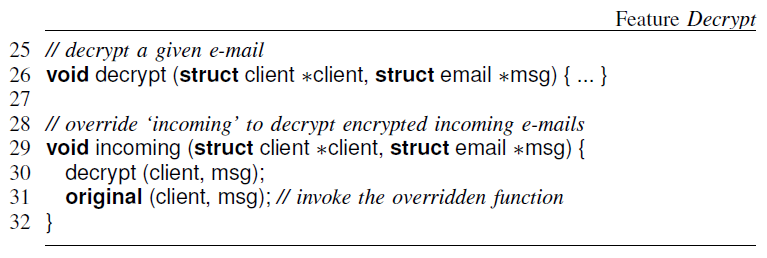 Feature Decrypt
25 // decrypt a given e-mail
26 void decrypt (struct client ∗client, struct email ∗msg) { ... }
27
28 // override ‘incoming’ to decrypt encrypted incoming e-mails
29 void incoming (struct client ∗client, struct email ∗msg) {
30 decrypt (client, msg);
31 original (client, msg); // invoke the overridden function
32 }